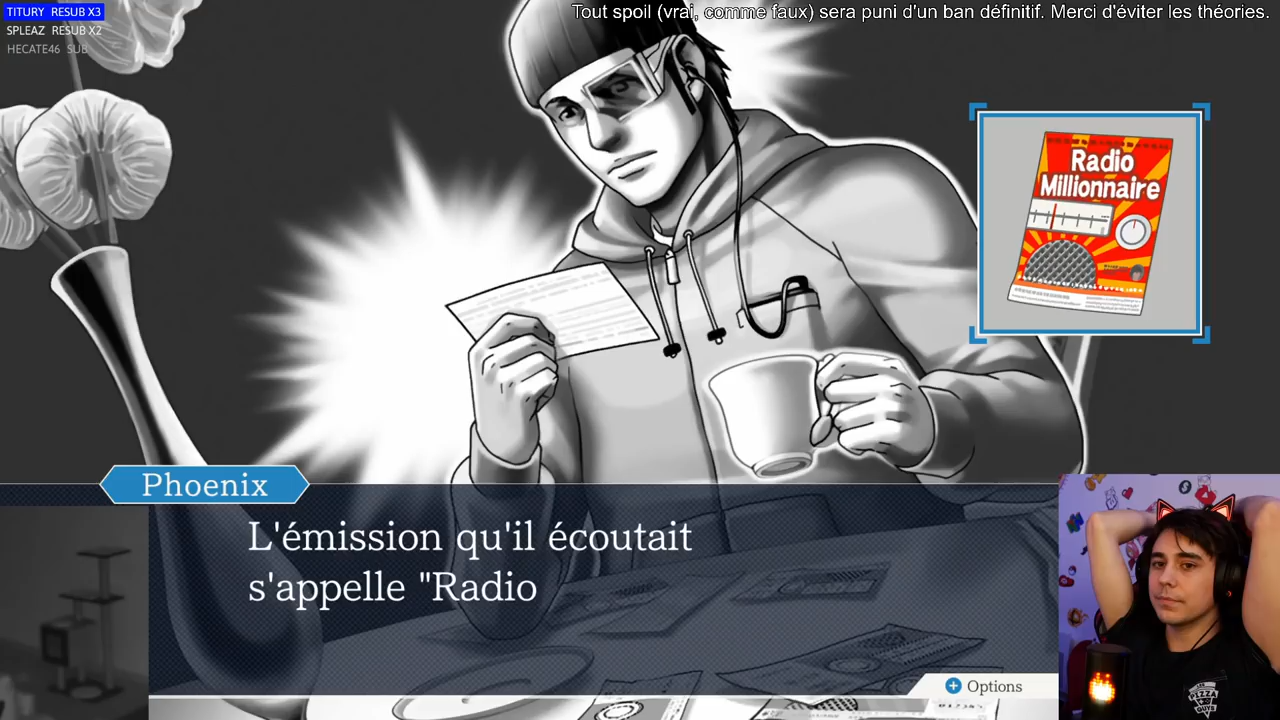 TITURY RESUB X3
SPLEAZ RESUB X2
HECATE46 SUB
Tout spoil (vrai, comme faux) sera puni d'un ban définitif. Merci d'éviter les théories.
Radio
Millionnaire
Phoenix
L'émission qu'il écoutait
s'appelle "Radio
Options